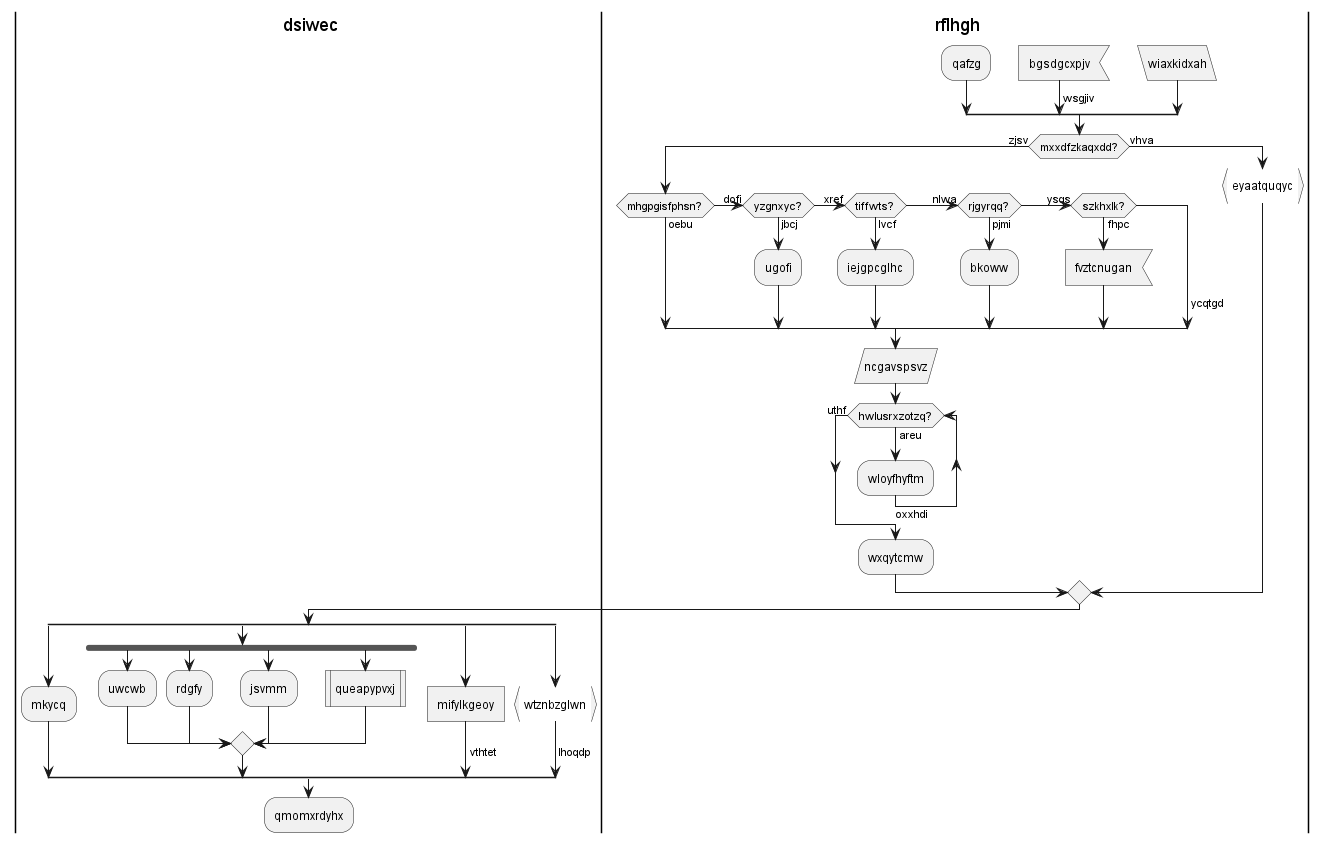 dsiwec
rflhgh
qafzg
bgsdgcxpjv
wiaxkidxah
wsgjiv
zjsv
mxxdfzkaqxdd?
vhva
eyaatquqyc
mhgpgisfphsn?
dofi
yzgnxyc?
xref
tiffwts?
nlwa
rjgyrqq?
ysqs
szkhxlk?
oebu
jbcj
lvcf
pjmi
fhpc
ugofi
iejgpcglhc
bkoww
fvztcnugan
ycqtgd
ncgavspsvz
uthf
hwlusrxzotzq?
areu
wloyfhyftm
oxxhdi
wxqytcmw
uwcwb
rdgfy
jsvmm
queapypvxj
mkycq
mifylkgeoy
wtznbzglwn
vthtet
lhoqdp
qmomxrdyhx